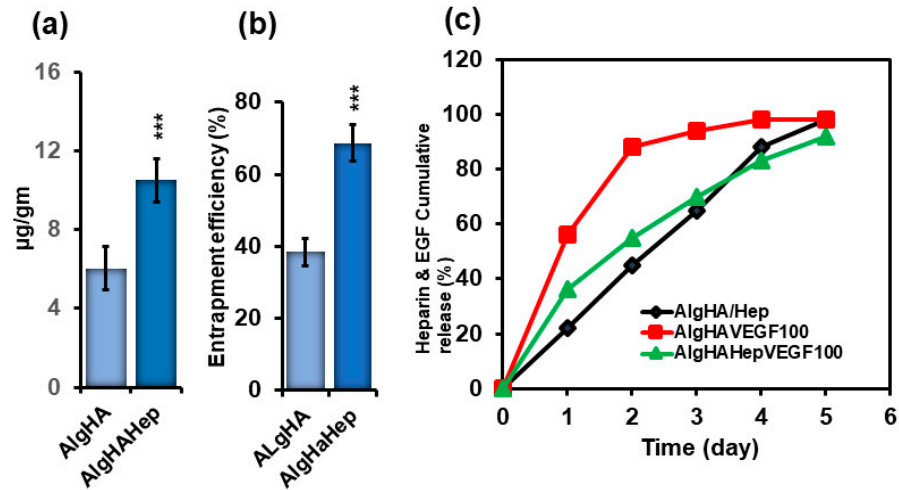 (a)
µg/gm
16
12
8
4
0
***
AlgHA
AlgHAHep
(b)
Entrapment efficiency (%)
80
60
40
20
0
***
ALgHA
AlgHaHep
(c)
Heparin & EGF Cumulative
release (%)
120
100
80
60
40
20
0
0 1 2 3 4 5 6
Time (day)
AlgHA/Hep
AlgHAVEGF100
AlgHAHepVEGF100